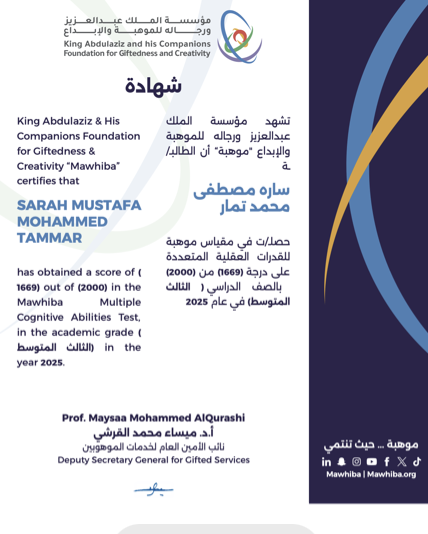 مؤسسة الملك عبدالعزيز
ورجاله للموهبة والإبداع
King Abdulaziz and his Companions
Foundation for Giftedness and Creativity
شهادة
King Abdulaziz & His
Companions Foundation
for Giftedness &
Creativity "Mawhiba"
certifies that
SARAH MUSTAFA
MOHAMMED
TAMMAR
has obtained a score of (
1669) out of (2000) in the
Mawhiba Multiple
Cognitive Abilities Test,
in the academic grade (
الثالث المتوسط) in the
year 2025.
تشهد مؤسسة الملك
عبدالعزيز ورجاله للموهبة
والإبداع "موهبة" أن الطالب/
ـة
ساره مصطفى
محمد تمار
حصل/ت في مقياس موهبة
للقدرات العقلية المتعددة
على درجة (1669) من (2000)
بالصف الدراسي ( الثالث
المتوسط) في عام 2025
Prof. Maysaa Mohammed AlQurashi
أ.د. ميساء محمد القرشي
نائب الأمين العام لخدمات الموهوبين
Deputy Secretary General for Gifted Services
موهبة ... حيث تنتمي
Mawhiba | Mawhiba.org